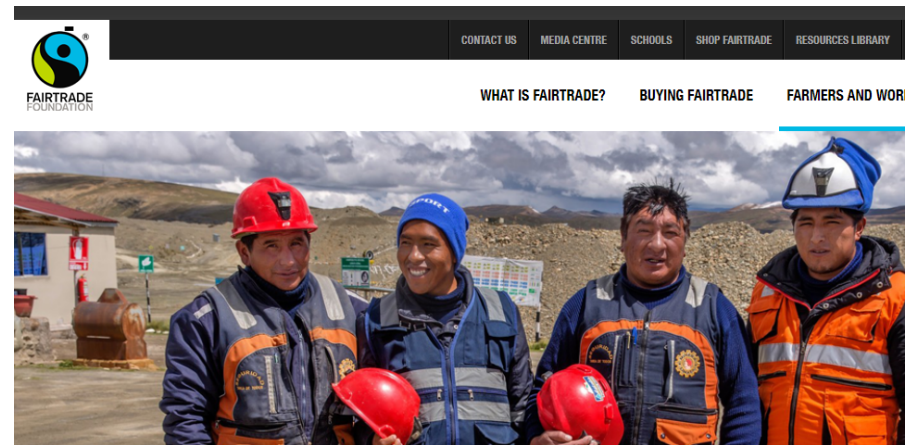 CONTACT US
MEDIA CENTRE
SCHOOLS
SHOP FAIRTRADE
RESOURCES LIBRARY
®
FAIRTRADE
FOUNDATION
WHAT IS FAIRTRADE?
BUYING FAIRTRADE
FARMERS AND WOR
PORT